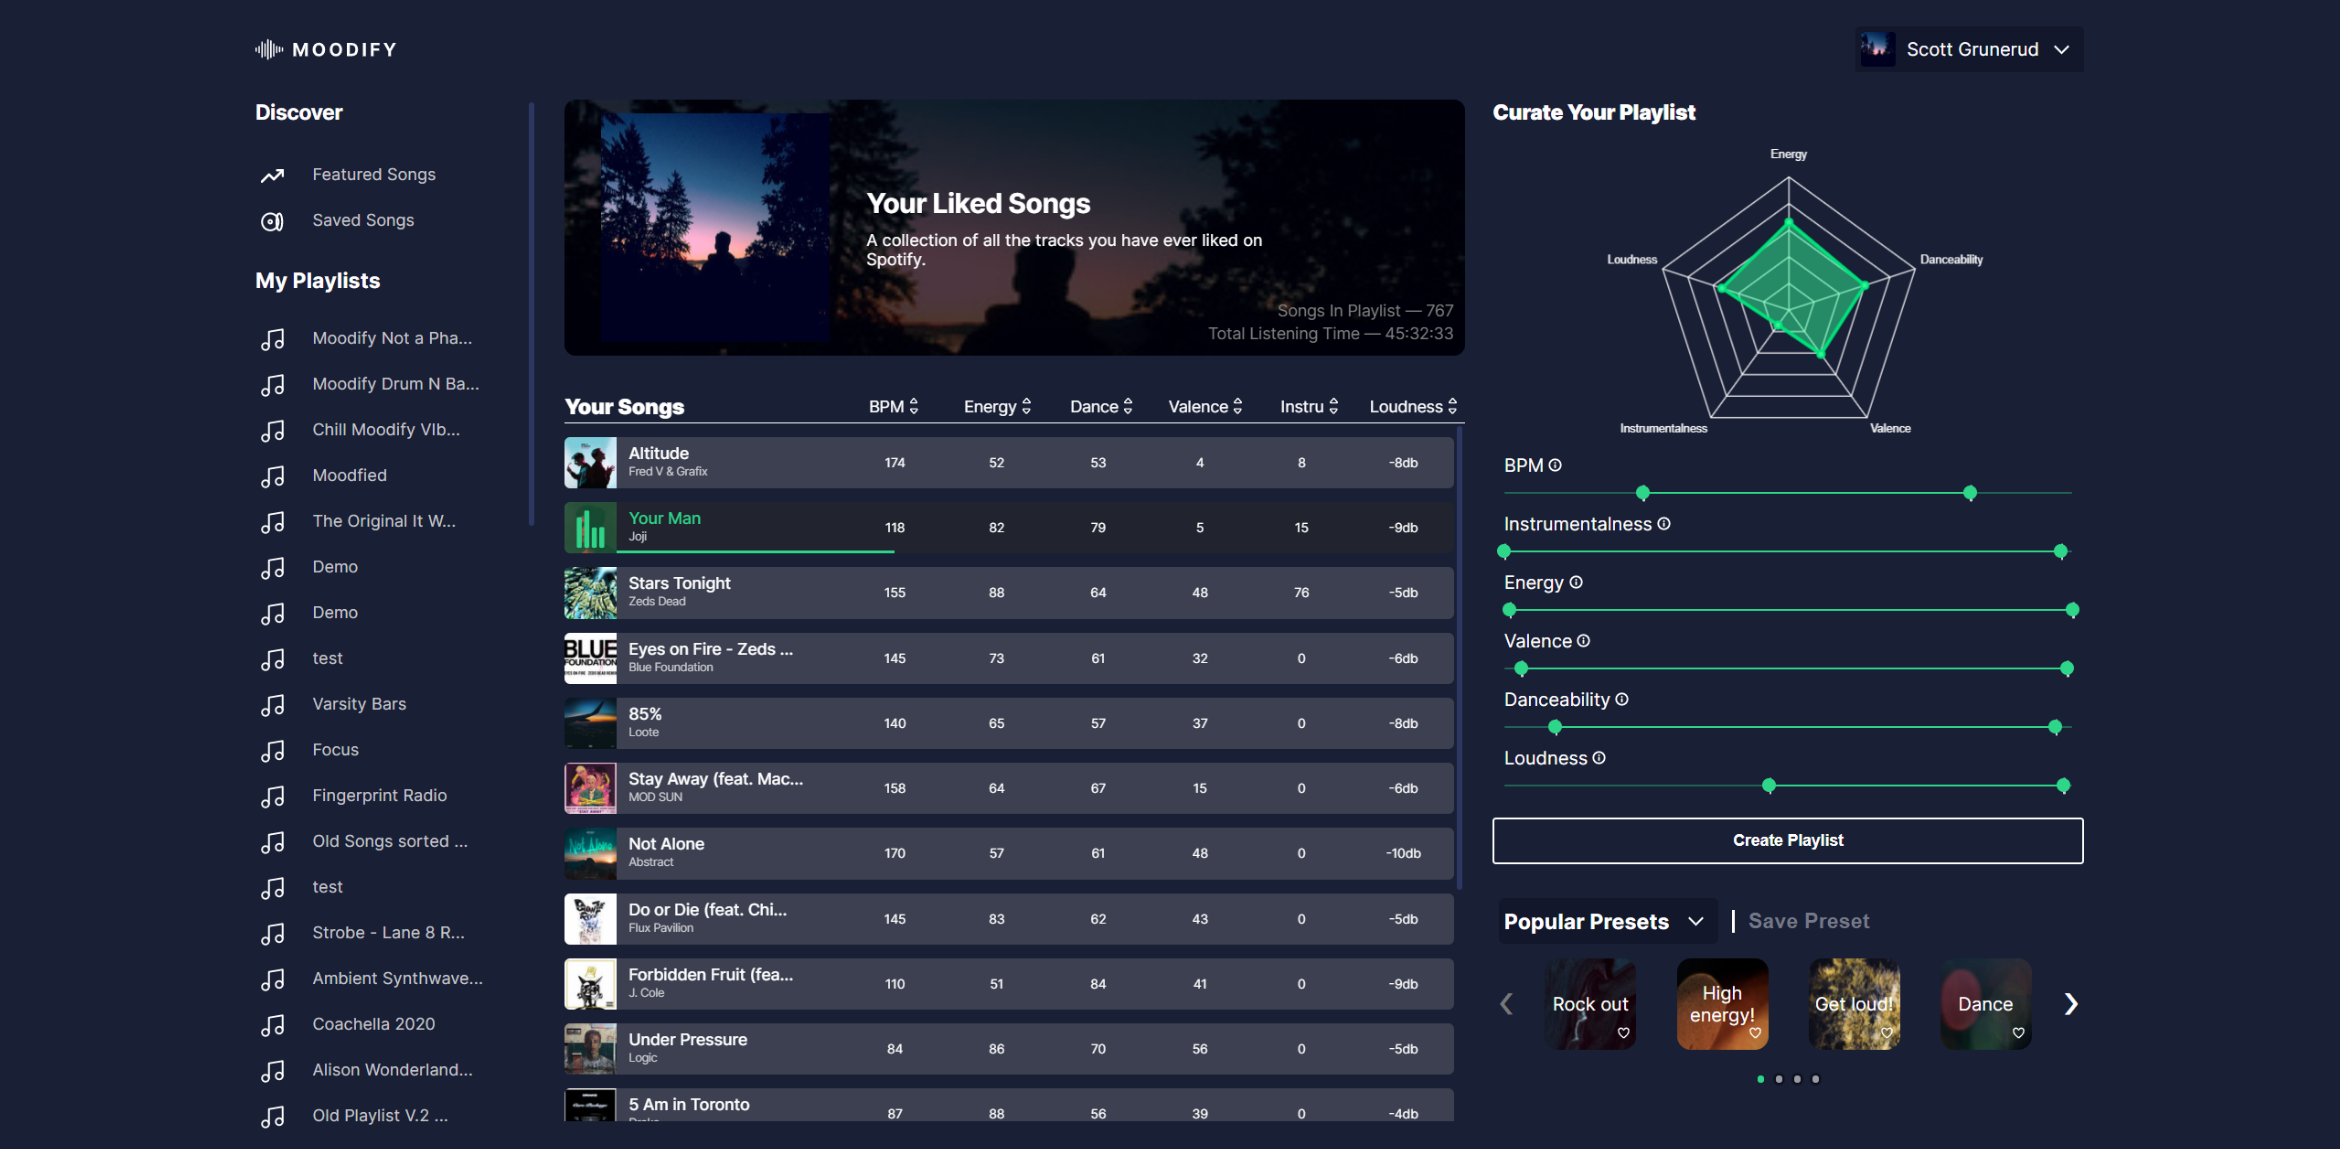 MOODIFY
Scott Grunerud
Discover
Featured Songs
Saved Songs
My Playlists
Moodify Not a Pha...
Moodify Drum N Ba...
Chill Moodify VIb...
Moodfied
The Original It W...
Demo
Demo
test
Varsity Bars
Focus
Fingerprint Radio
Old Songs sorted ...
test
Strobe - Lane 8 R...
Ambient Synthwave...
Coachella 2020
Alison Wonderland...
Old Playlist V.2 ...
Your Liked Songs
A collection of all the tracks you have ever liked on
Spotify.
Songs In Playlist — 767
Total Listening Time — 45:32:33
Your Songs BPM Energy Dance Valence Instru Loudness
Altitude
Fred V & Grafix
174 52 53 4 8 -8db
Your Man
Joji
118 82 79 5 15 -9db
Stars Tonight
Zeds Dead
155 88 64 48 76 -5db
BLUE
FOUNDATION
Eyes on Fire - Zeds ...
Blue Foundation
145 73 61 32 0 -6db
85%
Loote
140 65 57 37 0 -8db
Stay Away (feat. Mac...
MOD SUN
158 64 67 15 0 -6db
Not Alone
Not Alone
Abstract
170 57 61 48 0 -10db
Do or Die (feat. Chi...
Flux Pavilion
145 83 62 43 0 -5db
Forbidden Fruit (fea...
J. Cole
110 51 84 41 0 -9db
Under Pressure
Logic
84 86 70 56 0 -5db
5 Am in Toronto
87 88 56 39 0 -4db
Curate Your Playlist
Energy
Loudness
Danceability
Instrumentalness
Valence
BPM
Instrumentalness
Energy
Valence
Danceability
Loudness
Create Playlist
Popular Presets | Save Preset
Rock out
High
energy!
Get loud!
Dance